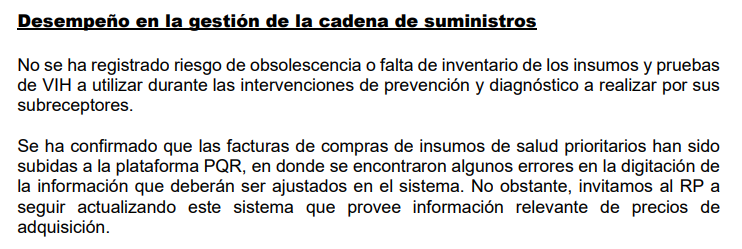 Desempeño en la gestión de la cadena de suministros
No se ha registrado riesgo de obsolescencia o falta de inventario de los insumos y pruebas
de VIH a utilizar durante las intervenciones de prevención y diagnóstico a realizar por sus
subreceptores.
Se ha confirmado que las facturas de compras de insumos de salud prioritarios han sido
subidas a la plataforma PQR, en donde se encontraron algunos errores en la digitación de
la información que deberán ser ajustados en el sistema. No obstante, invitamos al RP a
seguir actualizando este sistema que provee información relevante de precios de
adquisición.